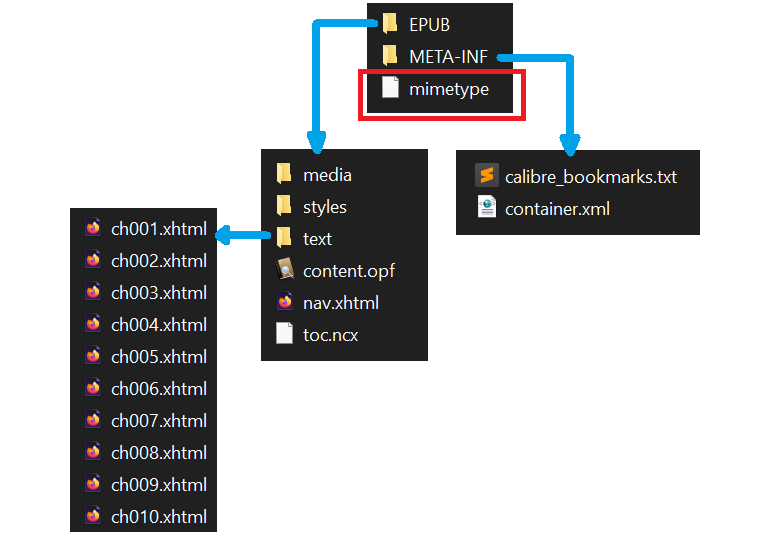 EPUB
META-INF
mimetype
media
styles
text
content.opf
nav.xhtml
toc.ncx
calibre_bookmarks.txt
container.xml
ch001.xhtml
ch002.xhtml
ch003.xhtml
ch004.xhtml
ch005.xhtml
ch006.xhtml
ch007.xhtml
ch008.xhtml
ch009.xhtml
ch010.xhtml